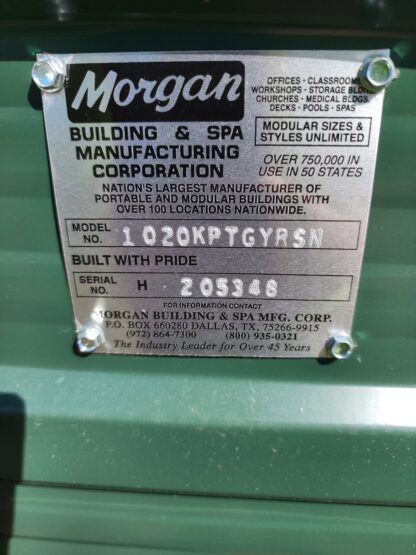 Morgan
OFFICES · CLASSROOMS
WORKSHOPS · STORAGE BLDGS.
CHURCHES · MEDICAL BLDGS.
DECKS · POOLS · SPAS
BUILDING & SPA
MANUFACTURING
CORPORATION
MODULAR SIZES &
STYLES UNLIMITED
OVER 750,000 IN
USE IN 50 STATES
NATION'S LARGEST MANUFACTURER OF
PORTABLE AND MODULAR BUILDINGS WITH
OVER 100 LOCATIONS NATIONWIDE.
MODEL NO. 1020KPTGYRSN
BUILT WITH PRIDE
SERIAL NO. H 205348
FOR INFORMATION CONTACT
MORGAN BUILDING & SPA MFG. CORP.
P.O. BOX 660280 DALLAS, TX, 75266-9915
(972) 864-7300 (800) 935-0321
The Industry Leader for Over 45 Years